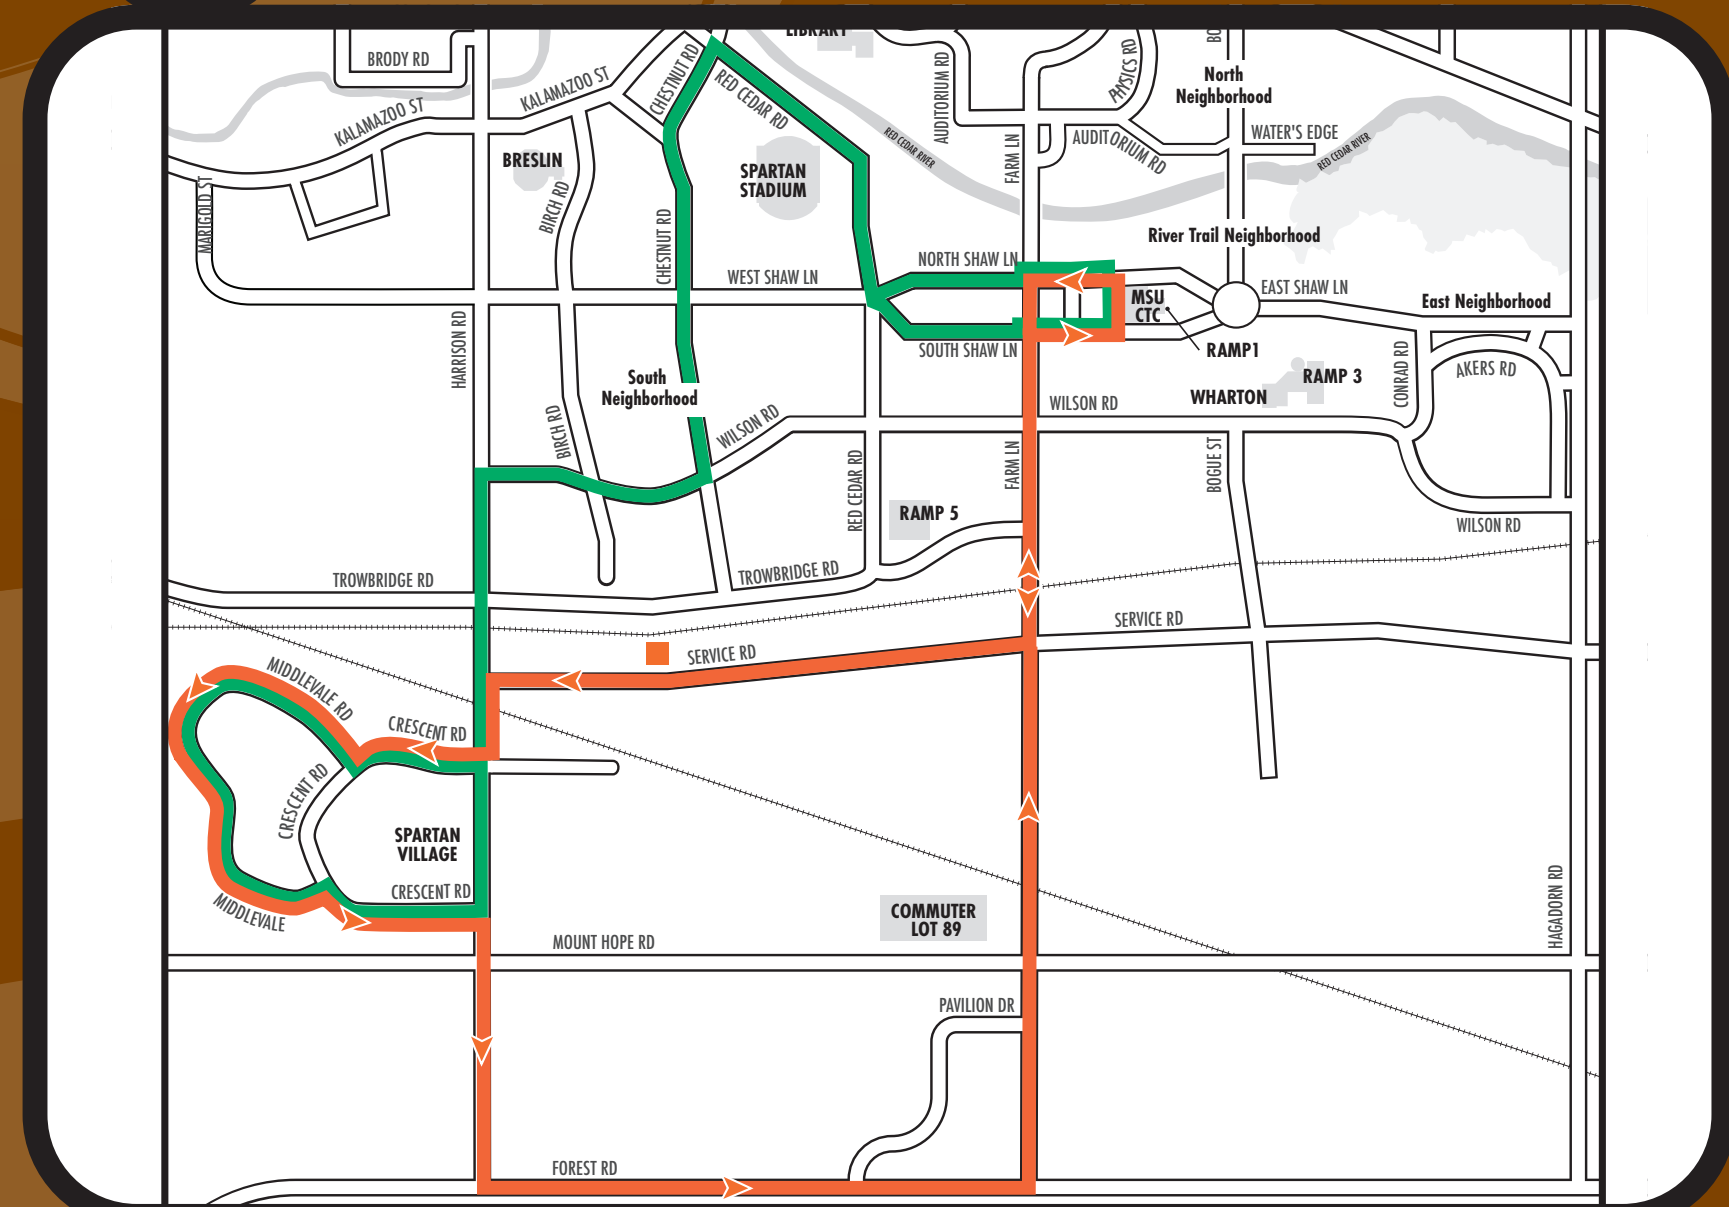 LIBRARY
BRODY RD
KALAMAZOO ST
KALAMAZOO ST
CHESTNUT RD
RED CEDAR RD
AUDITORIUM RD
PHYSICS RD
BO
North
Neighborhood
WATER'S EDGE
RED CEDAR RIVER
RED CEDAR RIVER
AUDITORIUM RD
FARM LN
BRESLIN
SPARTAN
STADIUM
MARIGOLD ST
BIRCH RD
CHESTNUT RD
River Trail Neighborhood
NORTH SHAW LN
WEST SHAW LN
MSU
CTC
EAST SHAW LN
East Neighborhood
HARRISON RD
SOUTH SHAW LN
RAMP1
RAMP 3
WHARTON
CONRAD RD
AKERS RD
South
Neighborhood
WILSON RD
WILSON RD
BIRCH RD
RED CEDAR RD
FARM LN
BOGUE ST
RAMP 5
WILSON RD
TROWBRIDGE RD
TROWBRIDGE RD
SERVICE RD
SERVICE RD
MIDDLEVALE RD
CRESCENT RD
CRESCENT RD
SPARTAN
VILLAGE
CRESCENT RD
MIDDLEVALE
COMMUTER
LOT 89
HAGADORN RD
MOUNT HOPE RD
PAVILION DR
FOREST RD